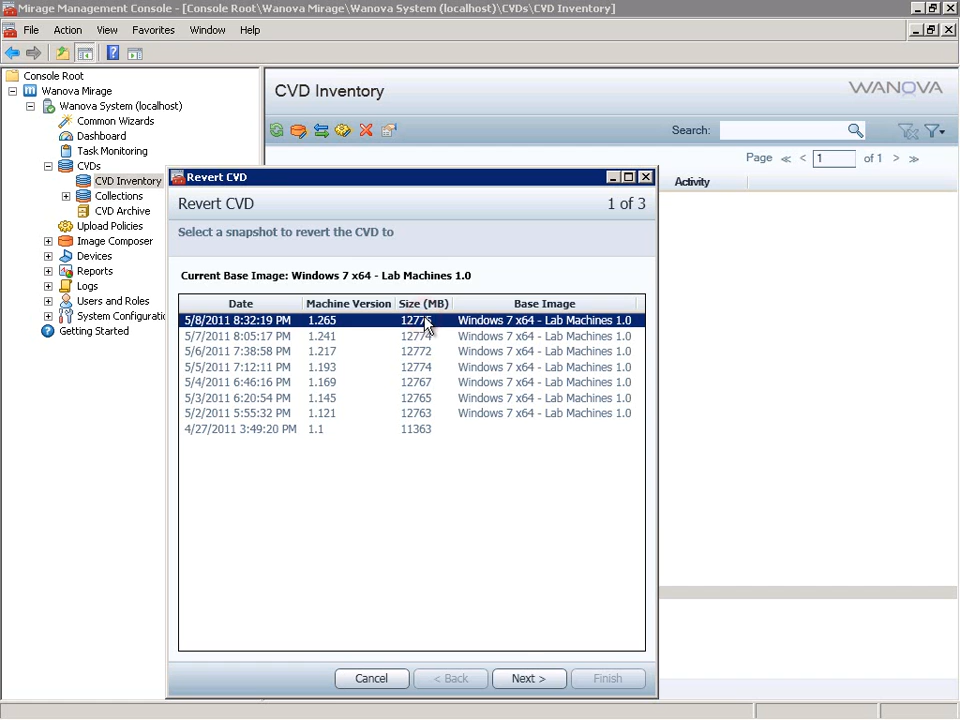 Mirage Management Console - [Console Root\Wanova Mirage\Wanova System (localhost)\CVDs\CVD Inventory]
File Action View Favorites Window Help
Console Root
Wanova Mirage
Wanova System (localhost)
Common Wizards
Dashboard
Task Monitoring
CVDs
CVD Inventory
Collections
CVD Archive
Upload Policies
Image Composer
Devices
Reports
Logs
Users and Roles
System Configuratio
Getting Started
CVD Inventory
WANOVA
Search:
Page << < 1 of 1 > >>
Activity
Revert CVD
Revert CVD 1 of 3
Select a snapshot to revert the CVD to
Current Base Image: Windows 7 x64 - Lab Machines 1.0
Date Machine Version Size (MB) Base Image
5/8/2011 8:32:19 PM 1.265 12775 Windows 7 x64 - Lab Machines 1.0
5/7/2011 8:05:17 PM 1.241 12774 Windows 7 x64 - Lab Machines 1.0
5/6/2011 7:38:58 PM 1.217 12772 Windows 7 x64 - Lab Machines 1.0
5/5/2011 7:12:11 PM 1.193 12774 Windows 7 x64 - Lab Machines 1.0
5/4/2011 6:46:16 PM 1.169 12767 Windows 7 x64 - Lab Machines 1.0
5/3/2011 6:20:54 PM 1.145 12765 Windows 7 x64 - Lab Machines 1.0
5/2/2011 5:55:32 PM 1.121 12763 Windows 7 x64 - Lab Machines 1.0
4/27/2011 3:49:20 PM 1.1 11363
Cancel < Back Next > Finish